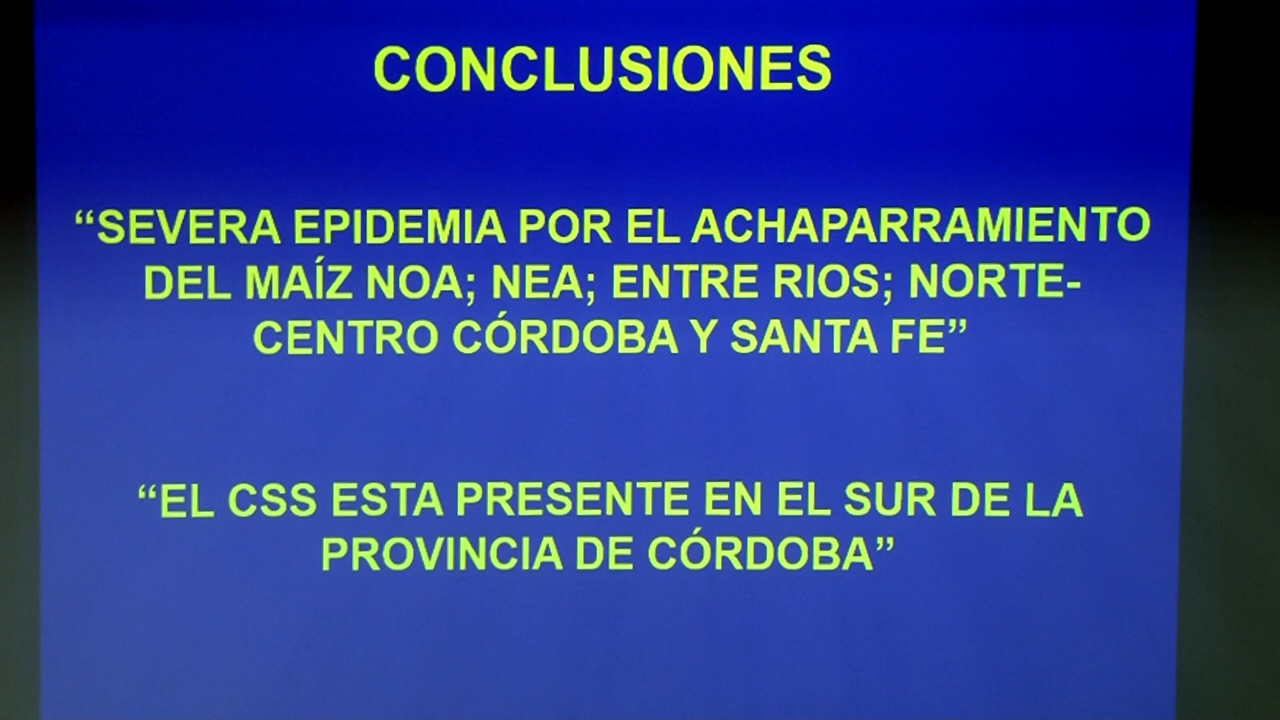 CONCLUSIONES
“SEVERA EPIDEMIA POR EL ACHAPARRAMIENTO
DEL MAÍZ NOA; NEA; ENTRE RIOS; NORTE-
CENTRO CÓRDOBA Y SANTA FE”
“EL CSS ESTA PRESENTE EN EL SUR DE LA
PROVINCIA DE CÓRDOBA”